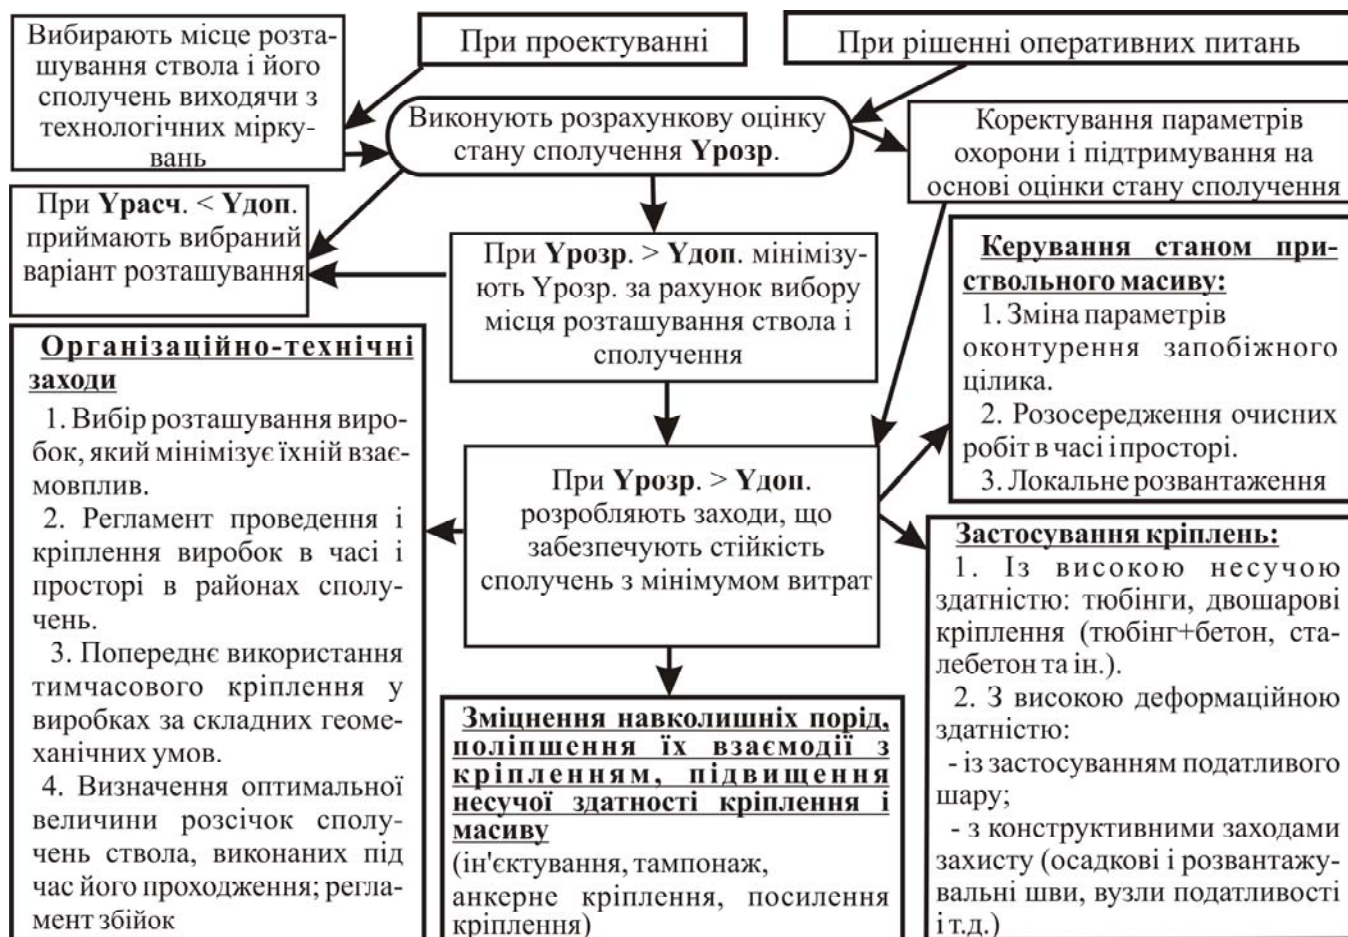 Вибирають місце розта-
шування ствола і його
сполучень виходячи з
технологічних мірку-
вань
При проектуванні
При рішенні оперативних питань
Виконують розрахункову оцінку
стану сполучення Yрозр.
Коректування параметрів
охорони і підтримування на
основі оцінки стану сполучення
При Yрасч. < Yдоп.
приймають вибраний
варіант розташування
При Yрозр. > Yдоп. мінімізу-
ють Yрозр. за рахунок вибору
місця розташування ствола і
сполучення
Керування станом при-
ствольного масиву:
1. Зміна параметрів
оконтурення запобіжного
цілика.
2. Розосередження очисних
робіт в часі іпросторі.
3. Локальне розвантаження
Організаційно-технічні
заходи
1. Вибір розташування виро-
бок, який мінімізує їхній взає-
мовплив.
2. Регламент проведення і
кріплення виробок в часі і
просторі в районах сполу-
чень.
3. Попереднє використання
тимчасового кріплення у
виробках за складних геоме-
ханічних умов.
4. Визначення оптимальної
величини розсічок сполу-
чень ствола, виконаних під
час його проходження; регла-
мент збійок
При Yрозр. > Yдоп.
розробляють заходи, що
забезпечують стійкість
сполучень з мінімумом витрат
Застосування кріплень:
1. Із високою несучою
здатністю: тюбінги, двошарові
кріплення (тюбінг+бетон, ста-
лебетон та ін.).
2. З високою деформаційною
здатністю:
- із застосуванням податливого
шару;
- з конструктивними заходами
захисту (осадкові і розвантажу-
вальні шви, вузли податливості
і т.д.)
Зміцнення навколишніх порід,
поліпшення їх взаємодії з
кріпленням, підвищення
несучої здатності кріплення і
масиву
(ін'єктування, тампонаж,
анкерне кріплення, посилення
кріплення)